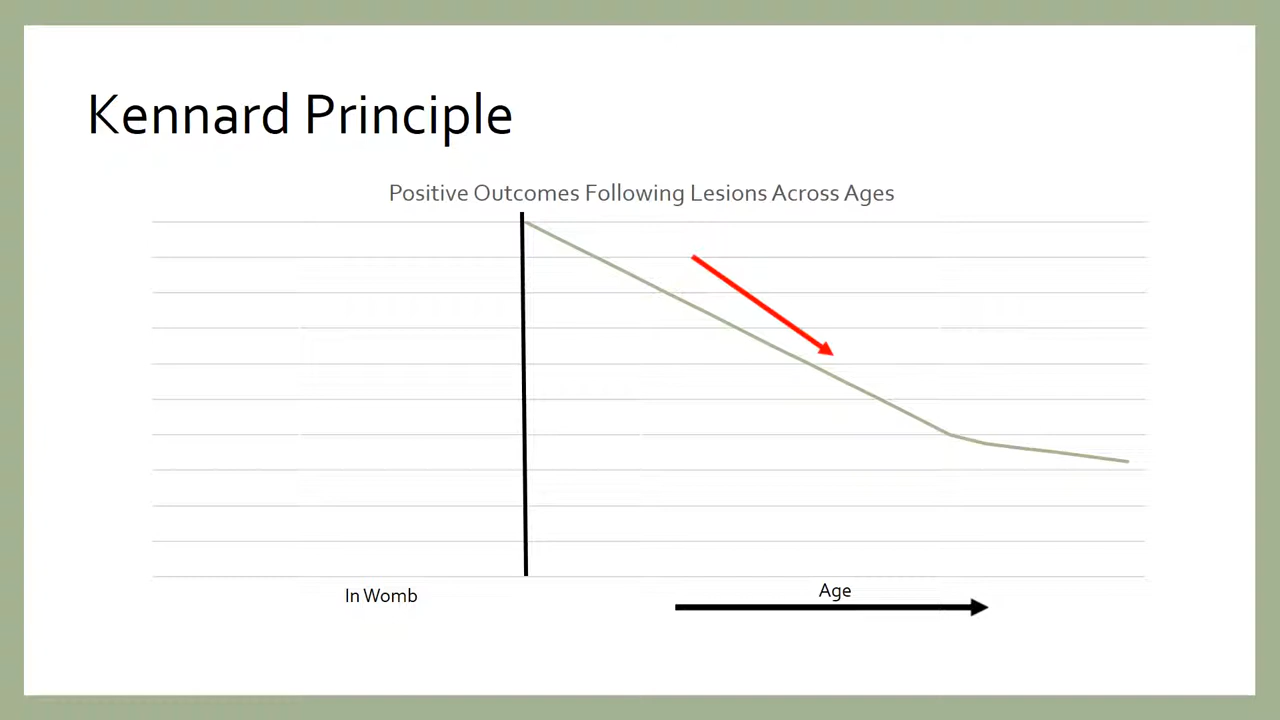 Kennard Principle
Positive Outcomes Following Lesions Across Ages
In Womb
Age